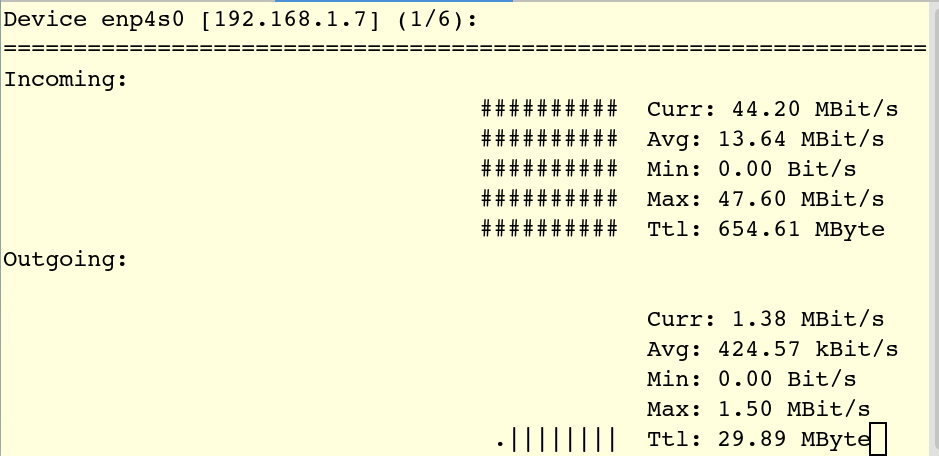 Device enp4s0 [192.168.1.7] (1/6):
==================================================================
Incoming:
########## Curr: 44.20 MBit/s
########## Avg: 13.64 MBit/s
########## Min: 0.00 Bit/s
########## Max: 47.60 MBit/s
########## Ttl: 654.61 MByte
Outgoing:
Curr: 1.38 MBit/s
Avg: 424.57 kBit/s
Min: 0.00 Bit/s
Max: 1.50 MBit/s
.|||||||| Ttl: 29.89 MByte